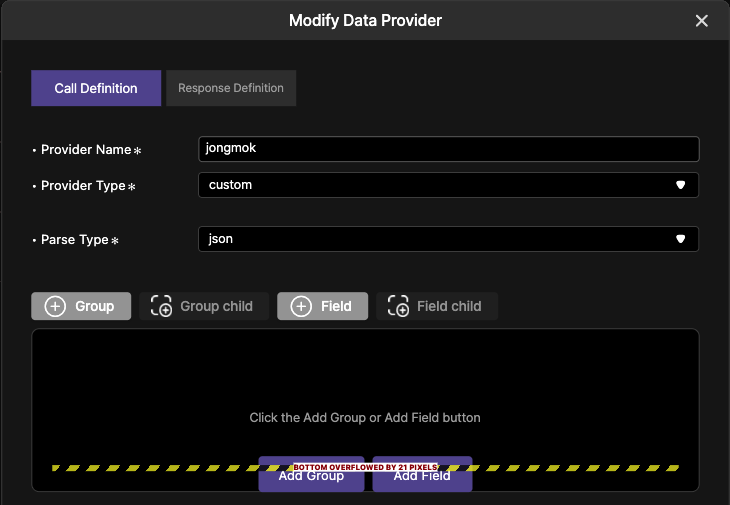 Modify Data Provider
Call Definition
Response Definition
• Provider Name*
jongmok
• Provider Type*
custom
• Parse Type*
json
Group
Group child
Field
Field child
Click the Add Group or Add Field button
BOTTOM OVERFLOWED BY 21 PIXELS
Add Group
Add Field